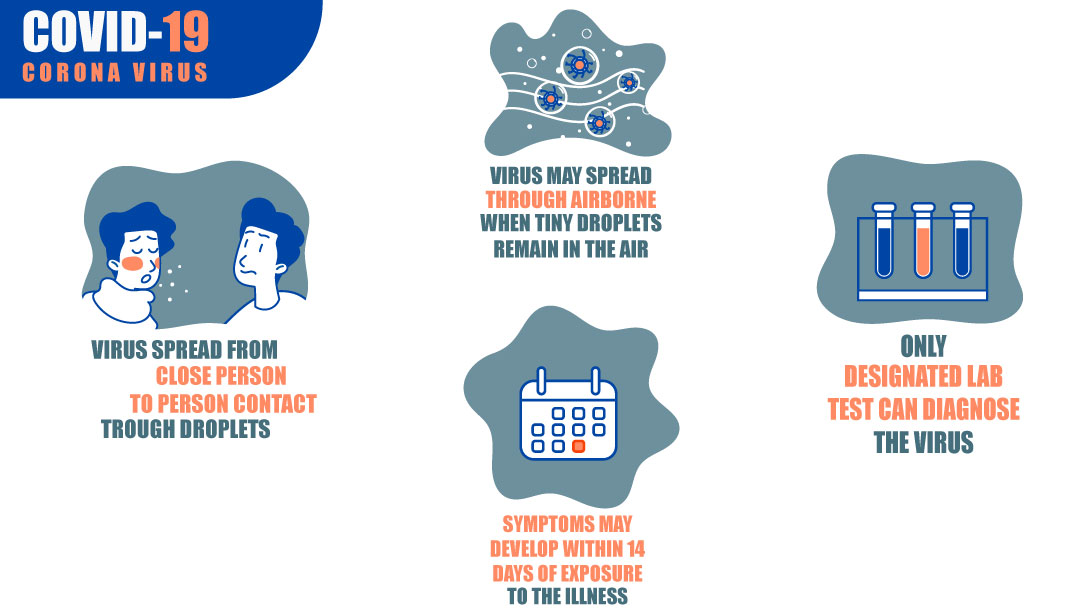 COVID-19
CORONA VIRUS
VIRUS MAY SPREAD
THROUGH AIRBORNE
WHEN TINY DROPLETS
REMAIN IN THE AIR
VIRUS SPREAD FROM
CLOSE PERSON
TO PERSON CONTACT
TROUGH DROPLETS
ONLY
DESIGNATED LAB
TEST CAN DIAGNOSE
THE VIRUS
SYMPTOMS MAY
DEVELOP WITHIN 14
DAYS OF EXPOSURE
TO THE ILLNESS